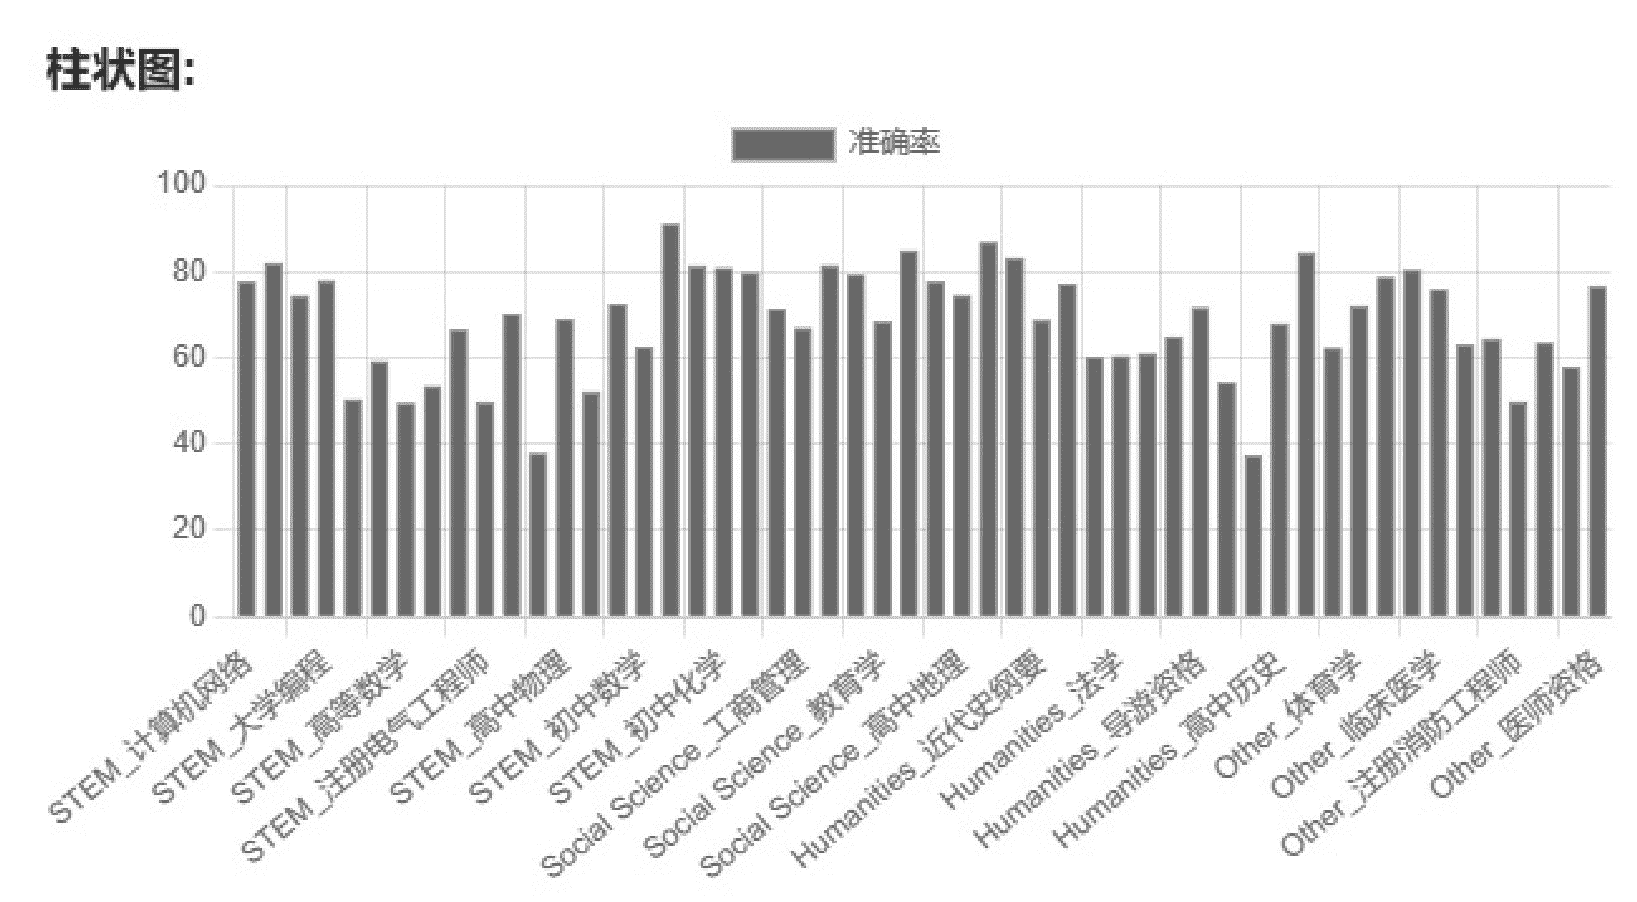 柱状图:
准确率
100
80
60
40
20
0
STEM_计算机网络
STEM_大学编程
STEM_高等数学
STEM_注册电气工程师
STEM_高中物理
STEM_初中数学
STEM_初中化学
Social Science_工商管理
Social Science_教育学
Social Science_高中地理
Humanities_近代史纲要
Humanities_法学
Humanities_导游资格
Humanities_高中历史
Other_体育学
Other_临床医学
Other_注册消防工程师
Other_医师资格